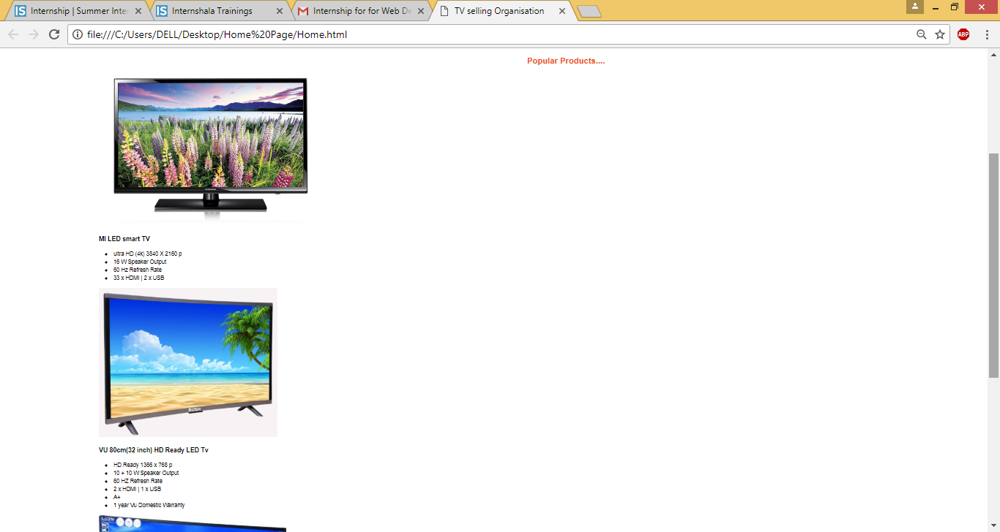 Internship | Summer Inter
Internshala Trainings
Internship for for Web De
TV selling Organisation
file:///C:/Users/DELL/Desktop/Home%20Page/Home.html
ABP
Popular Products....
SAMSUNG
MI LED smart TV
ultra HD (4k) 3840 X 2160 p
16 W Speaker Output
60 Hz Refresh Rate
33 x HDMI | 2 x USB
BUSH
VU 80cm(32 inch) HD Ready LED Tv
HD Ready 1366 x 768 p
10 + 10 W Speaker Output
60 HZ Refresh Rate
2 x HDMI | 1 x USB
A+
1 year Vu Domestic Warranty